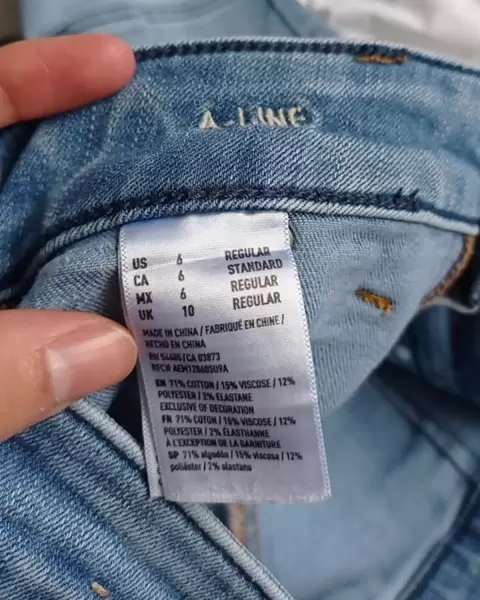 A-LINE
US 6 REGULAR
CA 6 STANDARD
MX 6 REGULAR
UK 10 REGULAR
MADE IN CHINA / FABRIQUÉ EN CHINE /
HECHO EN CHINA
RN 54485/CA 03873
RFC# AEM120605U9A
EN 71% COTTON / 15% VISCOSE / 12%
POLYESTER / 2% ELASTANE
EXCLUSIVE OF DECORATION
FR 71% COTON / 15% VISCOSE / 12%
POLYESTER / 2% ÉLASTHANNE
À L'EXCEPTION DE LA GARNITURE
SP 71% algodón / 15% viscosa / 12%
poliéster / 2% elastano